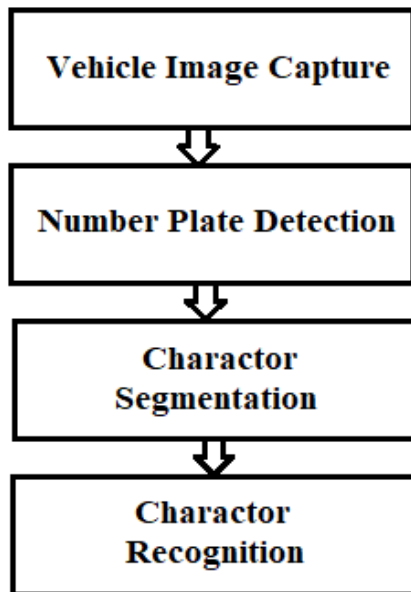 Vehicle Image Capture
Number Plate Detection
Charactor
Segmentation
Charactor
Recognition